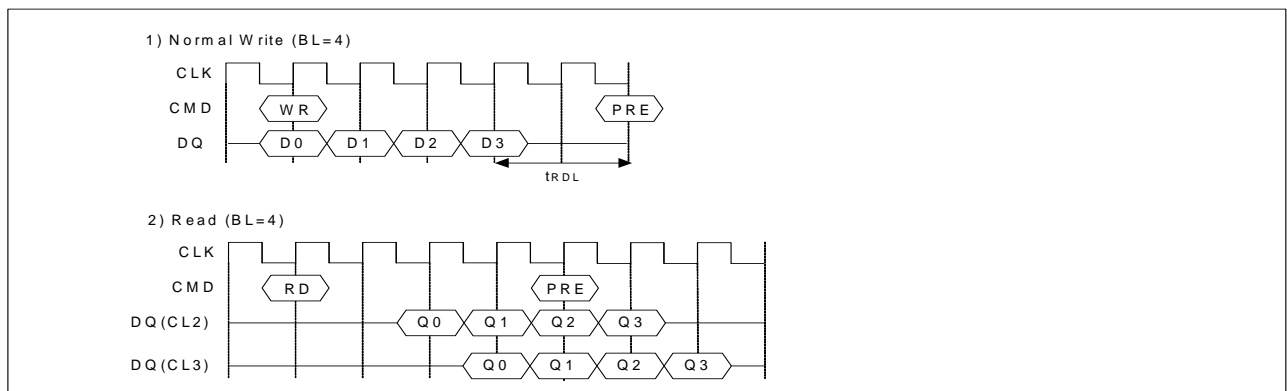 1) Normal Write (BL=4)
CLK
CMD WR PRE
DQ D0 D1 D2 D3
tRDL
2) Read (BL=4)
CLK
CMD RD PRE
DQ(CL2) Q0 Q1 Q2 Q3
DQ(CL3) Q0 Q1 Q2 Q3